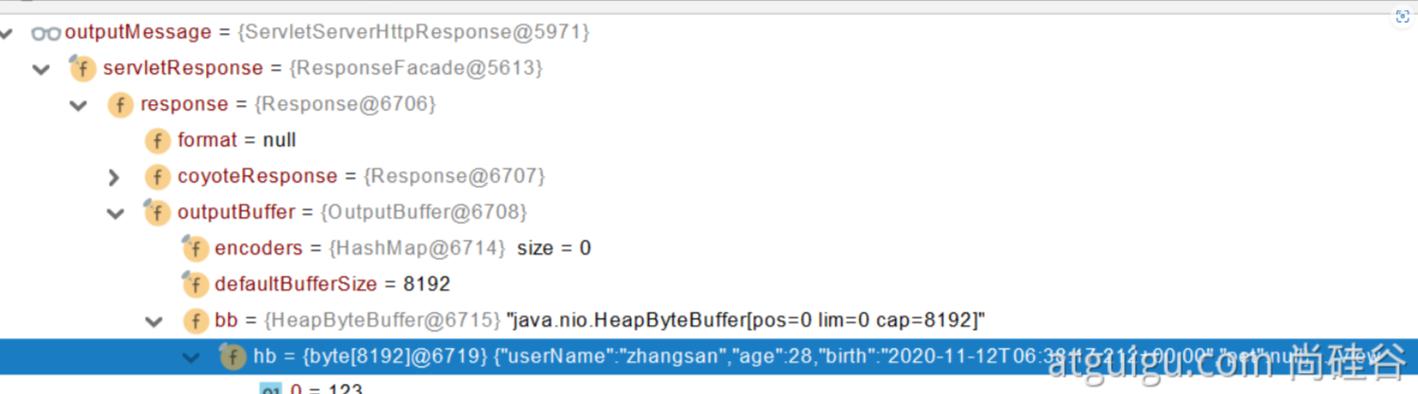 outputMessage = {ServletServerHttpResponse@5971}
servletResponse = {ResponseFacade@5613}
f response = {Response@6706}
f format = null
f coyoteResponse = {Response@6707}
f outputBuffer = {OutputBuffer@6708}
f encoders = {HashMap@6714} size = 0
f defaultBufferSize = 8192
f bb = {HeapByteBuffer@6715} "java.nio.HeapByteBuffer[pos=0 lim=0 cap=8192]"
f hb = {byte[8192]@6719} {"userName":"zhangsan","age":28,"birth":"2020-11-12T06:
atguigu.com 尚硅谷
0 = 123